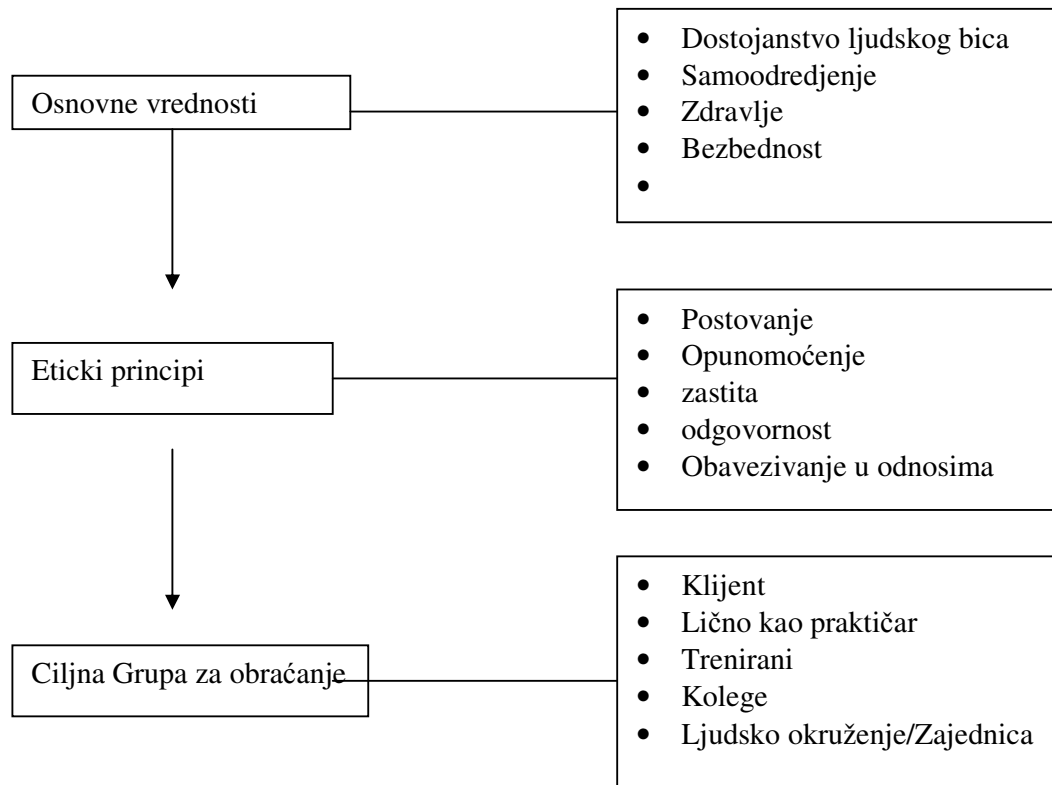 Osnovne vrednosti
• Dostojanstvo ljudskog bica
• Samoodredjenje
• Zdravlje
• Bezbednost
•
Eticki principi
• Postovanje
• Opunomoćenje
• zastita
• odgovornost
• Obavezivanje u odnosima
Ciljna Grupa za obraćanje
• Klijent
• Lično kao praktičar
• Trenirani
• Kolege
• Ljudsko okruženje/Zajednica